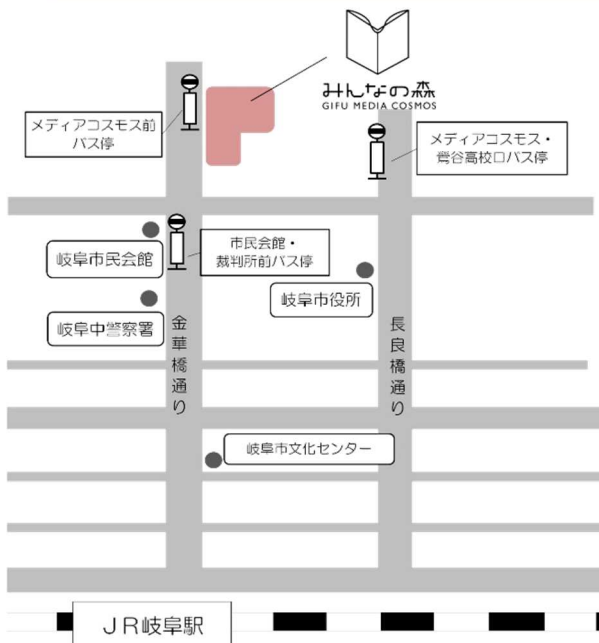 みんなの森
GIFU MEDIA COSMOS
メディアコスモス前
バス停
メディアコスモス・
鶯谷高校口バス停
岐阜市民会館
市民会館・
裁判所前バス停
岐阜市役所
岐阜中警察署
金華橋通り
長良橋通り
岐阜市文化センター
JR岐阜駅